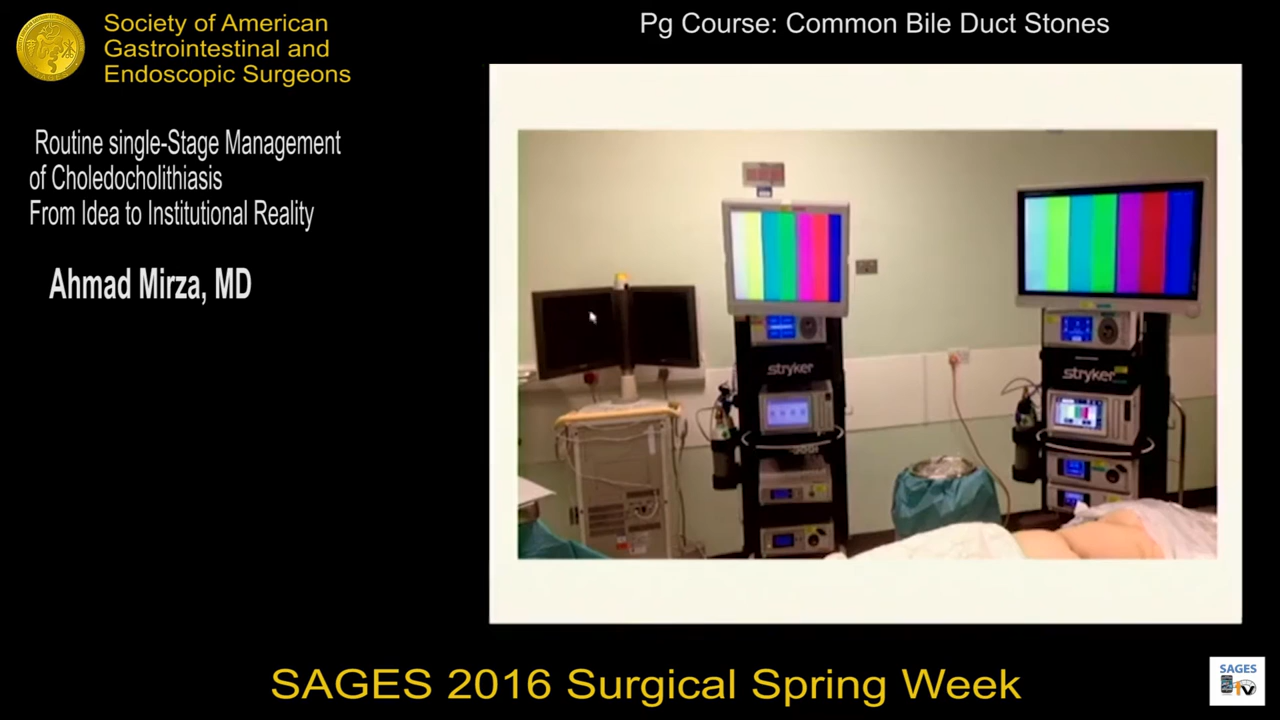 Society of American
Gastrointestinal and
Endoscopic Surgeons
Pg Course: Common Bile Duct Stones
Routine single-Stage Management
of Choledocholithiasis
From Idea to Institutional Reality
Ahmad Mirza, MD
stryker
stryker
SAGES 2016 Surgical Spring Week
SAGES
TV